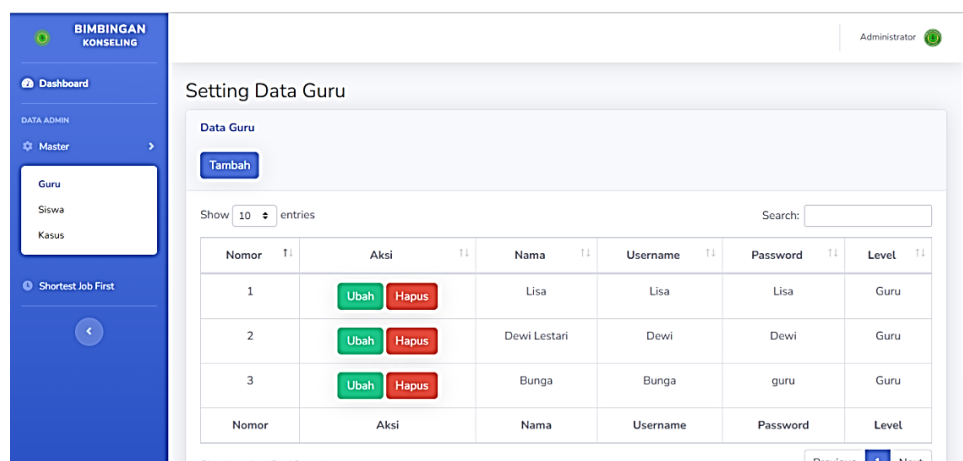 BIMBINGAN
KONSELING
Administrator
Dashboard
DATA ADMIN
Master
Guru
Siswa
Kasus
Shortest Job First
Setting Data Guru
Data Guru
Tambah
Show 10 entries
Search:
Nomor Aksi Nama Username Password Level
1 Ubah Hapus Lisa Lisa Lisa Guru
2 Ubah Hapus Dewi Lestari Dewi Dewi Guru
3 Ubah Hapus Bunga Bunga guru Guru
Nomor Aksi Nama Username Password Level
Previous 1 Next